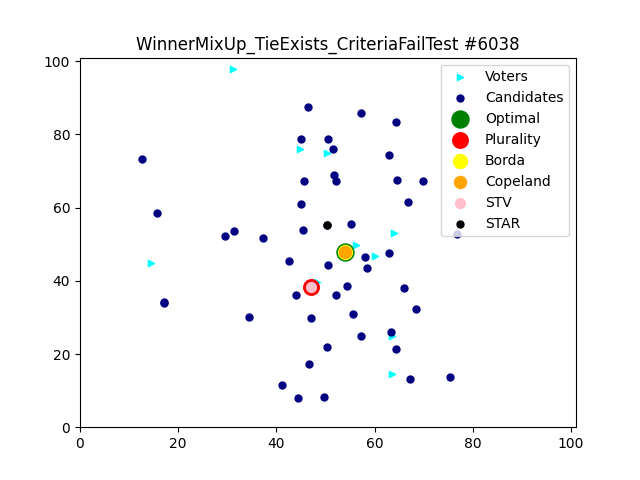 WinnerMixUp_TieExists_CriteriaFailTest #6038
100
80
60
40
20
0
0 20 40 60 80 100
Voters
Candidates
Optimal
Plurality
Borda
Copeland
STV
STAR